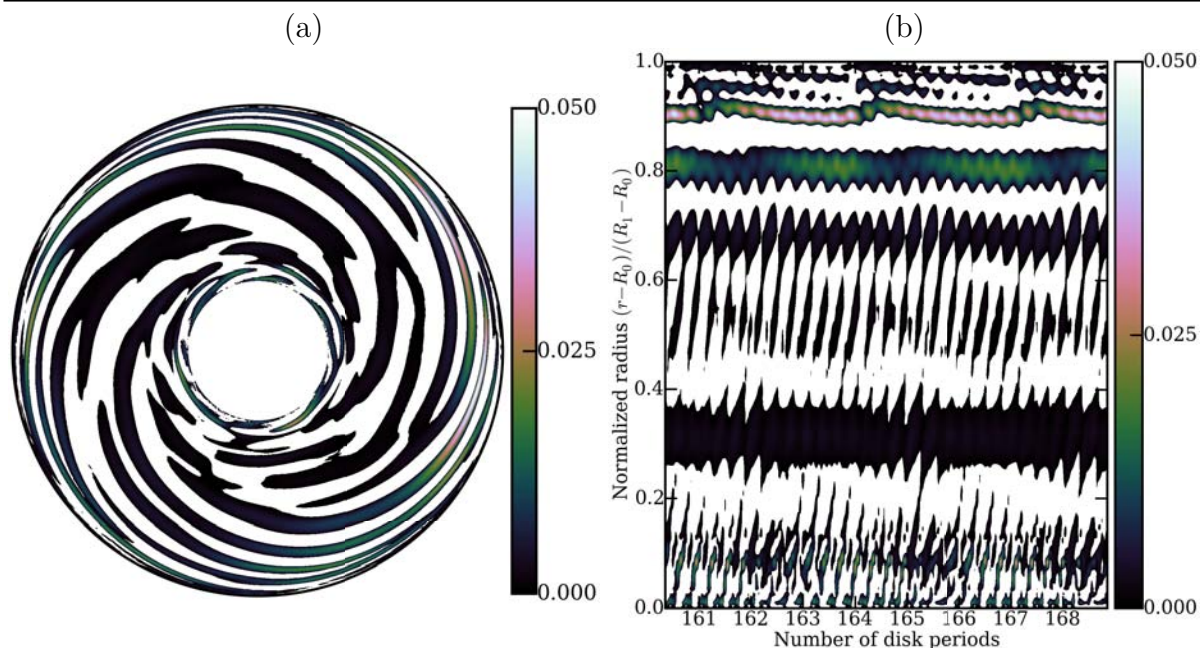 (a)
(b)
0.050
0.025
0.000
Normalized radius (r−R₀)/(R₁−R₀)
1.0
0.8
0.6
0.4
0.2
0.0
161 162 163 164 165 166 167 168
Number of disk periods
0.050
0.025
0.000